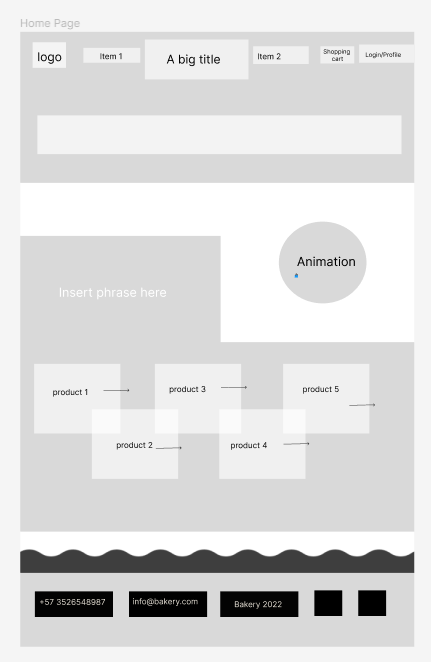 Home Page
logo
Item 1
A big title
Item 2
Shopping
cart
Login/Profile
Animation
Insert phrase here
product 1
product 3
product 5
product 2
product 4
+57 3526548987
info@bakery.com
Bakery 2022